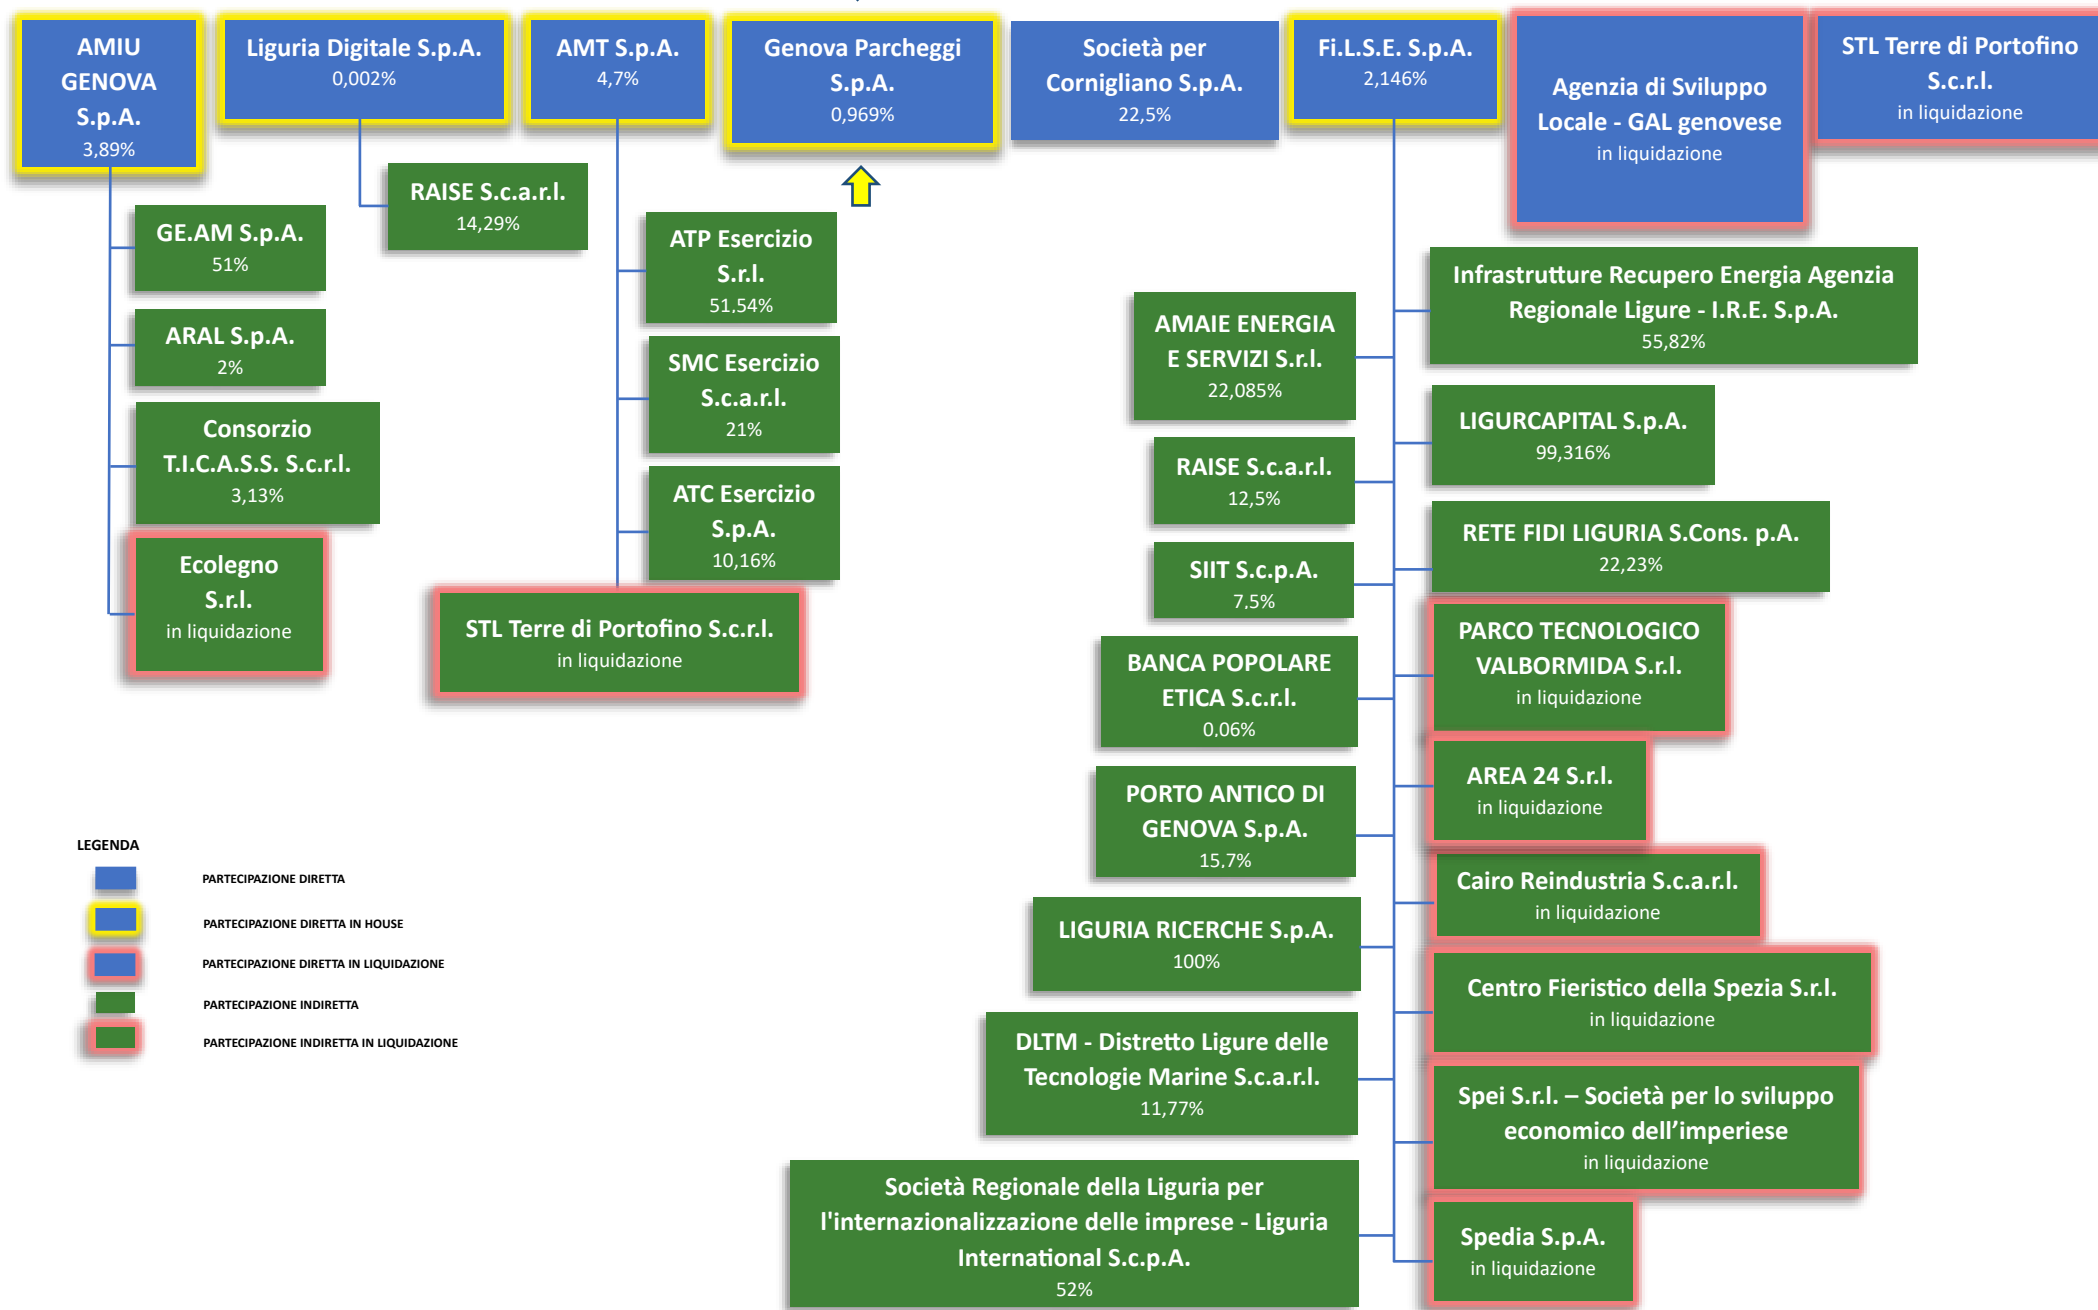 AMIU
GENOVA
S.p.A.
3,89%
Liguria Digitale S.p.A.
0,002%
AMT S.p.A.
4,7%
Genova Parcheggi
S.p.A.
0,969%
Società per
Cornigliano S.p.A.
22,5%
Fi.L.S.E. S.p.A.
2,146%
Agenzia di Sviluppo
Locale - GAL genovese
in liquidazione
STL Terre di Portofino
S.c.r.l.
in liquidazione
GE.AM S.p.A.
51%
ARAL S.p.A.
2%
Consorzio
T.I.C.A.S.S. S.c.r.l.
3,13%
Ecolegno
S.r.l.
in liquidazione
RAISE S.c.a.r.l.
14,29%
ATP Esercizio
S.r.l.
51,54%
SMC Esercizio
S.c.a.r.l.
21%
ATC Esercizio
S.p.A.
10,16%
STL Terre di Portofino S.c.r.l.
in liquidazione
AMAIE ENERGIA
E SERVIZI S.r.l.
22,085%
RAISE S.c.a.r.l.
12,5%
SIIT S.c.p.A.
7,5%
BANCA POPOLARE
ETICA S.c.r.l.
0,06%
PORTO ANTICO DI
GENOVA S.p.A.
15,7%
LIGURIA RICERCHE S.p.A.
100%
DLTM - Distretto Ligure delle
Tecnologie Marine S.c.a.r.l.
11,77%
Società Regionale della Liguria per
l'internazionalizzazione delle imprese - Liguria
International S.c.p.A.
52%
Infrastrutture Recupero Energia Agenzia
Regionale Ligure - I.R.E. S.p.A.
55,82%
LIGURCAPITAL S.p.A.
99,316%
RETE FIDI LIGURIA S.Cons. p.A.
22,23%
PARCO TECNOLOGICO
VALBORMIDA S.r.l.
in liquidazione
AREA 24 S.r.l.
in liquidazione
Cairo Reindustria S.c.a.r.l.
in liquidazione
Centro Fieristico della Spezia S.r.l.
in liquidazione
Spei S.r.l. – Società per lo sviluppo
economico dell’imperiese
in liquidazione
Spedia S.p.A.
in liquidazione
LEGENDA
PARTECIPAZIONE DIRETTA
PARTECIPAZIONE DIRETTA IN HOUSE
PARTECIPAZIONE DIRETTA IN LIQUIDAZIONE
PARTECIPAZIONE INDIRETTA
PARTECIPAZIONE INDIRETTA IN LIQUIDAZIONE